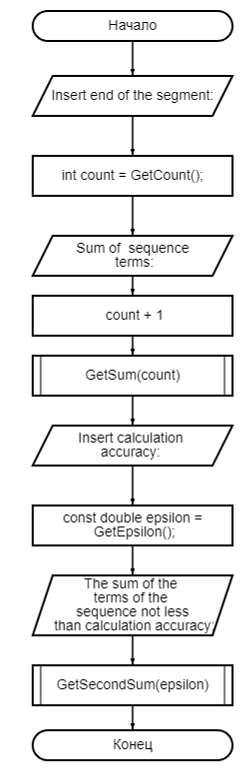 Начало
Insert end of the segment:
int count = GetCount();
Sum of sequence
terms:
count + 1
GetSum(count)
Insert calculation
accuracy:
const double epsilon =
GetEpsilon();
The sum of the
terms of the
sequence not less
than calculation accuracy:
GetSecondSum(epsilon)
Конец